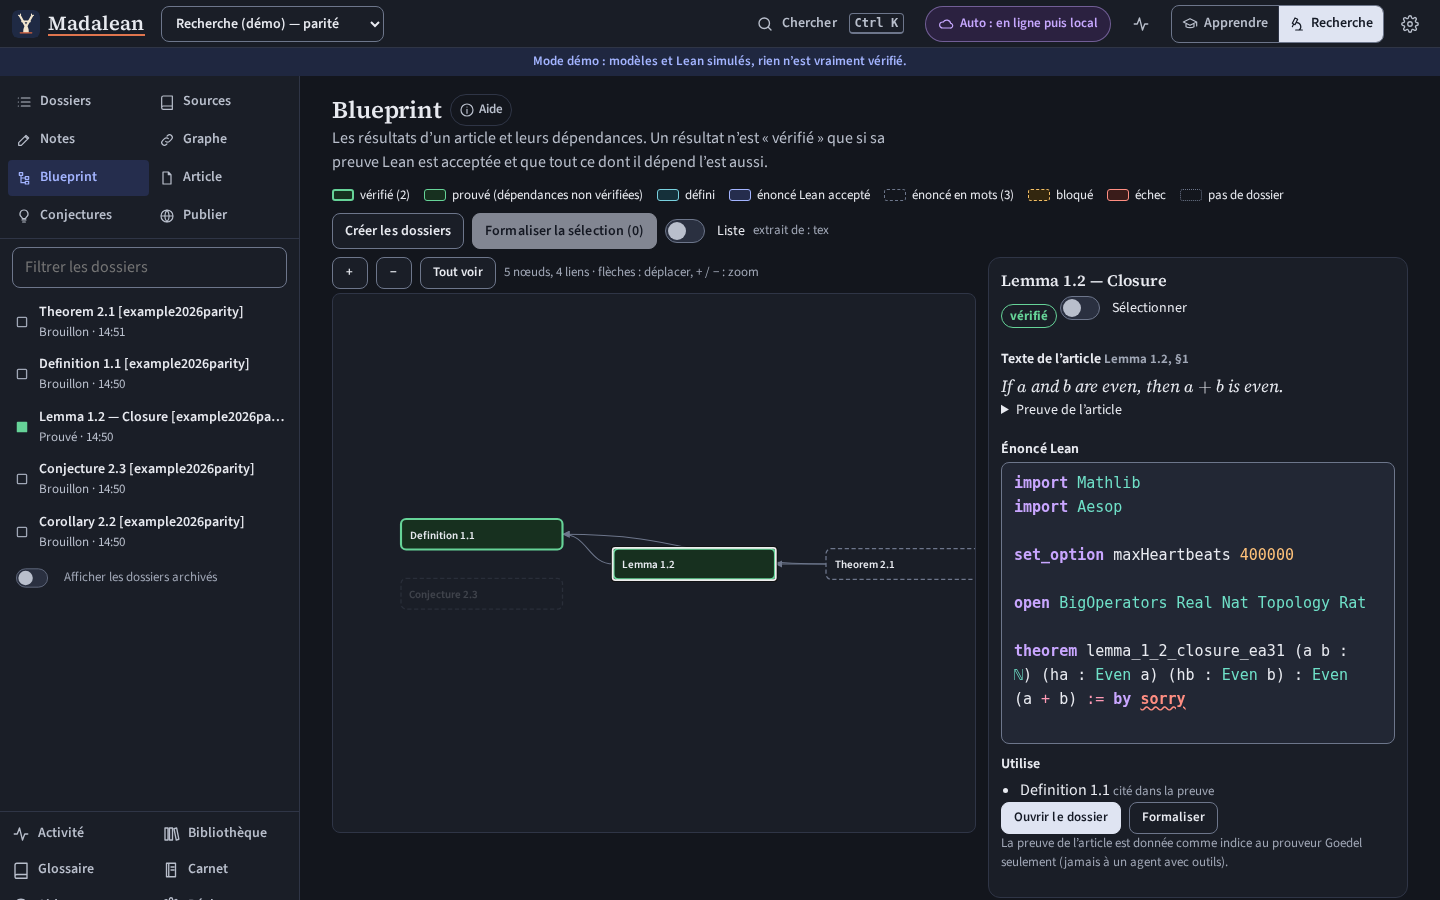 Madalean
Recherche (démo) — parité
Chercher
Ctrl K
Auto : en ligne puis local
Apprendre
Recherche
Mode démo : modèles et Lean simulés, rien n’est vraiment vérifié.
Dossiers
Sources
Notes
Graphe
Blueprint
Article
Conjectures
Publier
Filtrer les dossiers
Theorem 2.1 [example2026parity]
Brouillon · 14:51
Definition 1.1 [example2026parity]
Brouillon · 14:50
Lemma 1.2 — Closure [example2026pa…
Prouvé · 14:50
Conjecture 2.3 [example2026parity]
Brouillon · 14:50
Corollary 2.2 [example2026parity]
Brouillon · 14:50
Afficher les dossiers archivés
Activité
Bibliothèque
Glossaire
Carnet
Blueprint
Aide
Les résultats d’un article et leurs dépendances. Un résultat n’est « vérifié » que si sa
preuve Lean est acceptée et que tout ce dont il dépend l’est aussi.
vérifié (2)
prouvé (dépendances non vérifiées)
défini
énoncé Lean accepté
énoncé en mots (3)
bloqué
échec
pas de dossier
Créer les dossiers
Formaliser la sélection (0)
Liste
extrait de : tex
+
−
Tout voir
5 nœuds, 4 liens · flèches : déplacer, + / − : zoom
Definition 1.1
Lemma 1.2
Theorem 2.1
Conjecture 2.3
Lemma 1.2 — Closure
vérifié
Sélectionner
Texte de l’article Lemma 1.2, §1
If a and b are even, then a + b is even.
Preuve de l’article
Énoncé Lean
import Mathlib
import Aesop
set_option maxHeartbeats 400000
open BigOperators Real Nat Topology Rat
theorem lemma_1_2_closure_ea31 (a b :
ℕ) (ha : Even a) (hb : Even b) : Even
(a + b) := by sorry
Utilise
Definition 1.1 cité dans la preuve
Ouvrir le dossier
Formaliser
La preuve de l’article est donnée comme indice au prouveur Goedel
seulement (jamais à un agent avec outils).